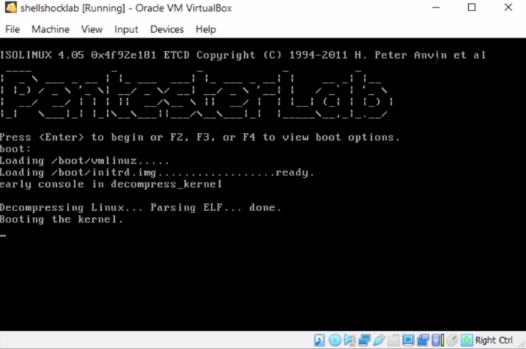 shellshocklab [Running] - Oracle VM VirtualBox
File Machine View Input Devices Help
ISOLINUX 4.05 0x4f92e181 ETCD Copyright (C) 1994-2011 H. Peter Anvin et al
PentesterLab
Press <Enter> to begin or F2, F3, or F4 to view boot options.
boot:
Loading /boot/vmlinuz.....
Loading /boot/initrd.img..................ready.
early console in decompress_kernel
Decompressing Linux... Parsing ELF... done.
Booting the kernel.
Right Ctrl